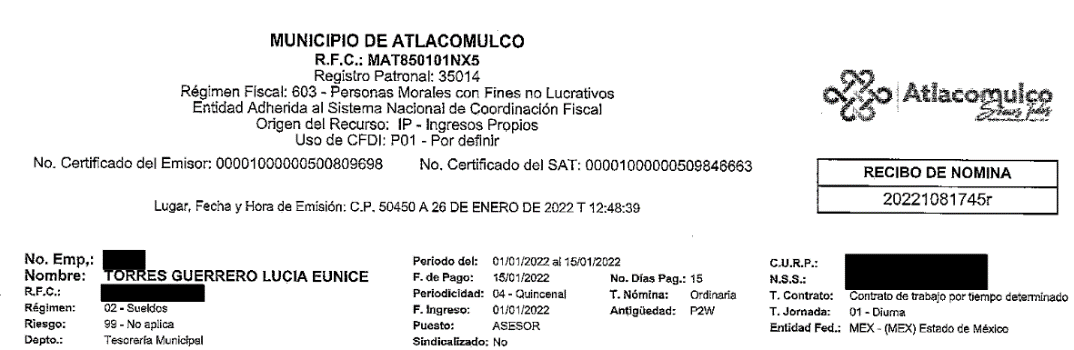 MUNICIPIO DE ATLACOMULCO
R.F.C.: MAT850101NX5
Registro Patronal: 35014
Régimen Fiscal: 603 - Personas Morales con Fines no Lucrativos
Entidad Adherida al Sistema Nacional de Coordinación Fiscal
Origen del Recurso: IP - Ingresos Propios
Uso de CFDI: P01 - Por definir
No. Certificado del Emisor: 00001000000500809698 No. Certificado del SAT: 00001000000509846663
Lugar, Fecha y Hora de Emisión: C.P. 50450 A 26 DE ENERO DE 2022 T 12:48:39
Atlacomulco
Somos Todos
RECIBO DE NOMINA
20221081745r
No. Emp,:
Nombre: TORRES GUERRERO LUCIA EUNICE
R.F.C.:
Régimen: 02 - Sueldos
Riesgo: 99 - No aplica
Depto.: Tesorería Municipal
Periodo del: 01/01/2022 al 15/01/2022
F. de Pago: 15/01/2022 No. Días Pag.: 15
Periodicidad: 04 - Quincenal T. Nómina: Ordinaria
F. Ingreso: 01/01/2022 Antigüedad: P2W
Puesto: ASESOR
Sindicalizado: No
C.U.R.P.:
N.S.S.:
T. Contrato: Contrato de trabajo por tiempo determinado
T. Jornada: 01 - Diurna
Entidad Fed.: MEX - (MEX) Estado de México